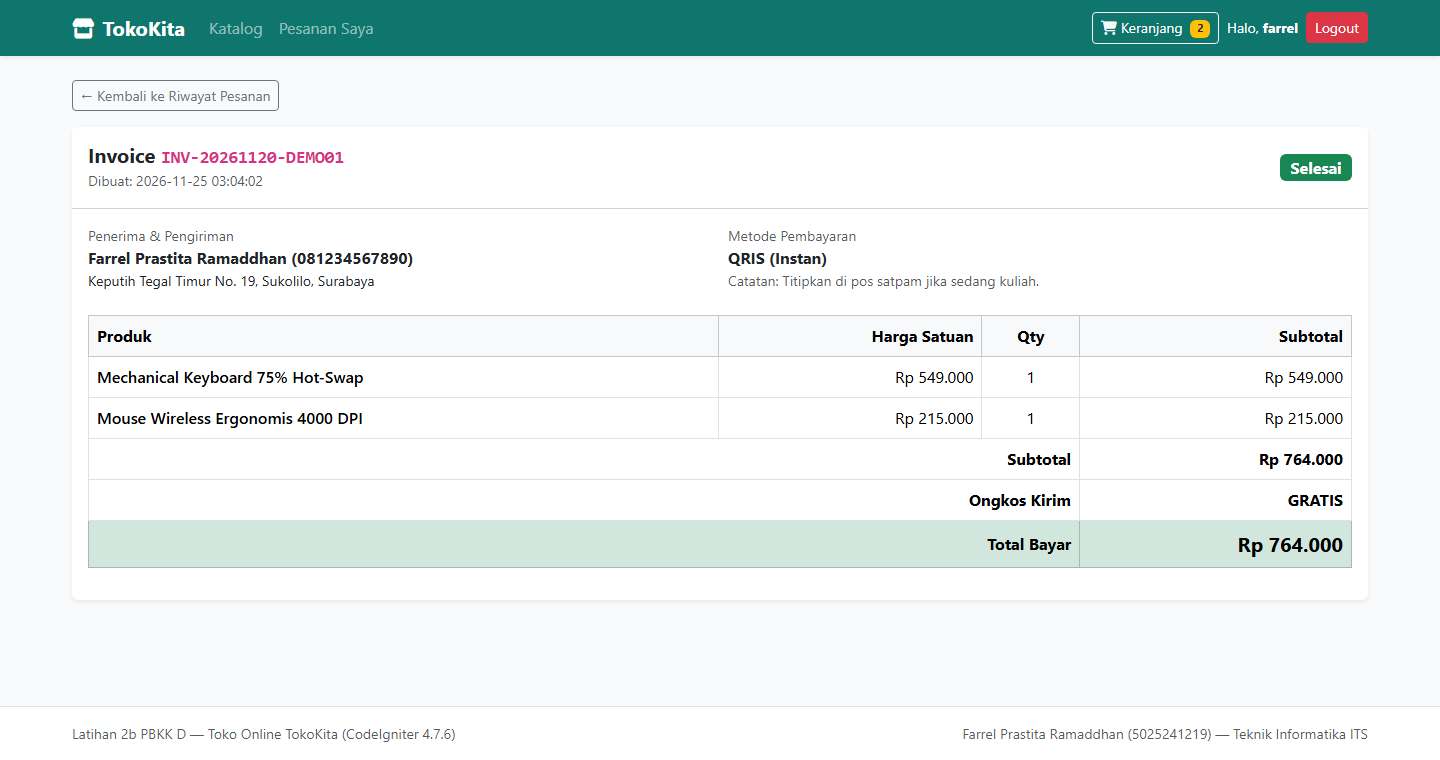 TokoKita Katalog Pesanan Saya Keranjang 2 Halo, farrel Logout
← Kembali ke Riwayat Pesanan
Invoice INV-20261120-DEMO01
Dibuat: 2026-11-25 03:04:02
Selesai
Penerima & Pengiriman
Farrel Prastita Ramaddhan (081234567890)
Keputih Tegal Timur No. 19, Sukolilo, Surabaya
Metode Pembayaran
QRIS (Instan)
Catatan: Titipkan di pos satpam jika sedang kuliah.
Produk Harga Satuan Qty Subtotal
Mechanical Keyboard 75% Hot-Swap Rp 549.000 1 Rp 549.000
Mouse Wireless Ergonomis 4000 DPI Rp 215.000 1 Rp 215.000
Subtotal Rp 764.000
Ongkos Kirim GRATIS
Total Bayar Rp 764.000
Latihan 2b PBKK D — Toko Online TokoKita (CodeIgniter 4.7.6)
Farrel Prastita Ramaddhan (5025241219) — Teknik Informatika ITS